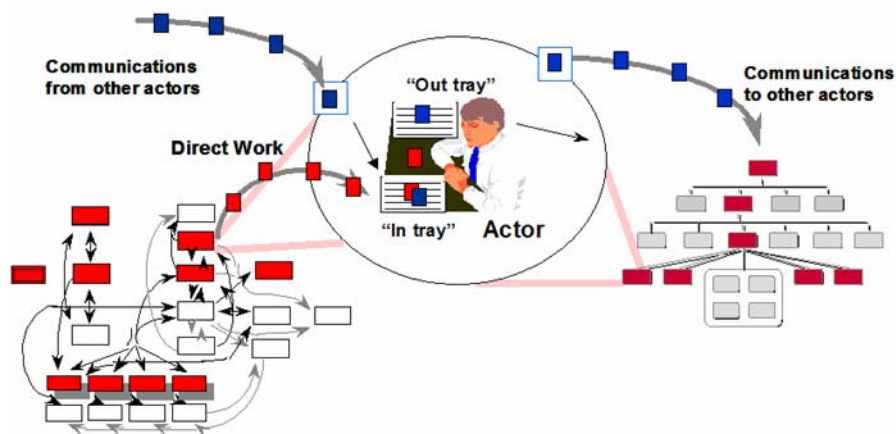 Communications
from other actors
“Out tray”
Communications
to other actors
Direct Work
“In tray”
Actor